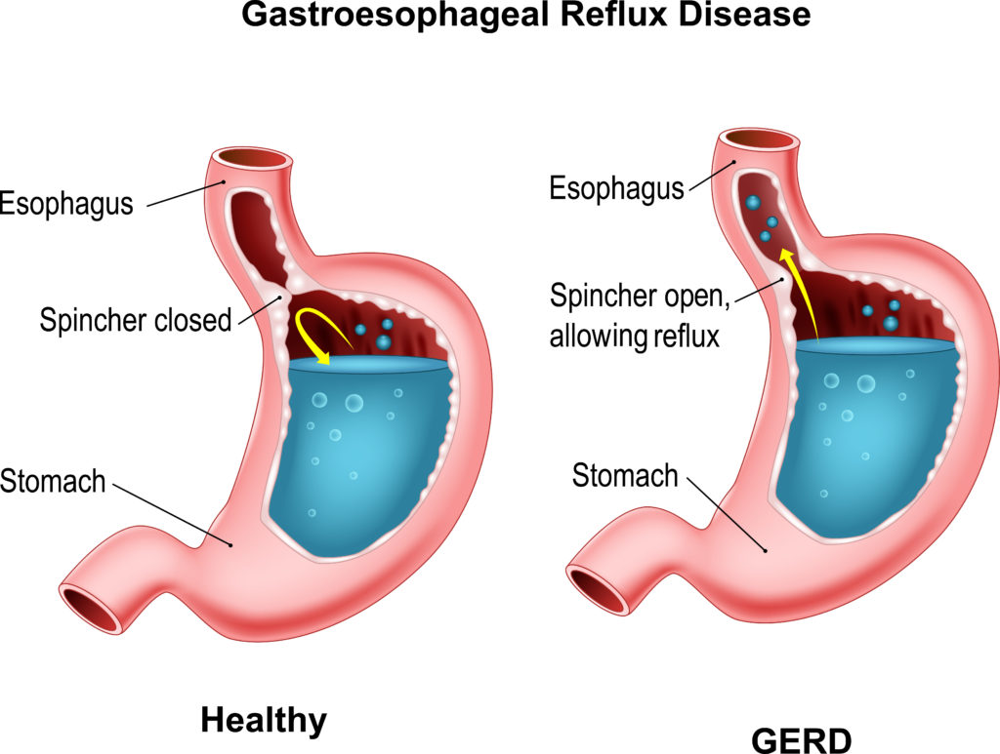 Gastroesophageal Reflux Disease
Esophagus
Spincher closed
Stomach
Healthy
Esophagus
Spincher open,
allowing reflux
Stomach
GERD